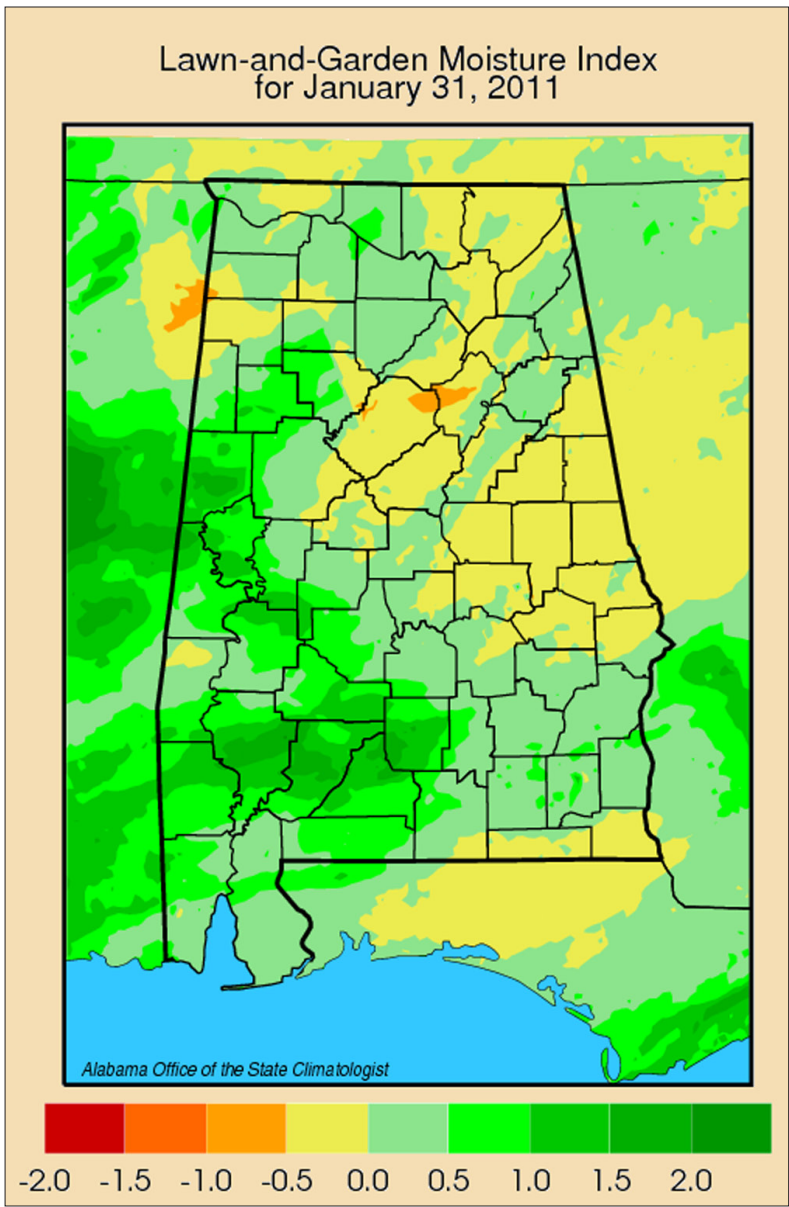 Lawn-and-Garden Moisture Index
for January 31, 2011
Alabama Office of the State Climatologist
-2.0 -1.5 -1.0 -0.5 0.0 0.5 1.0 1.5 2.0